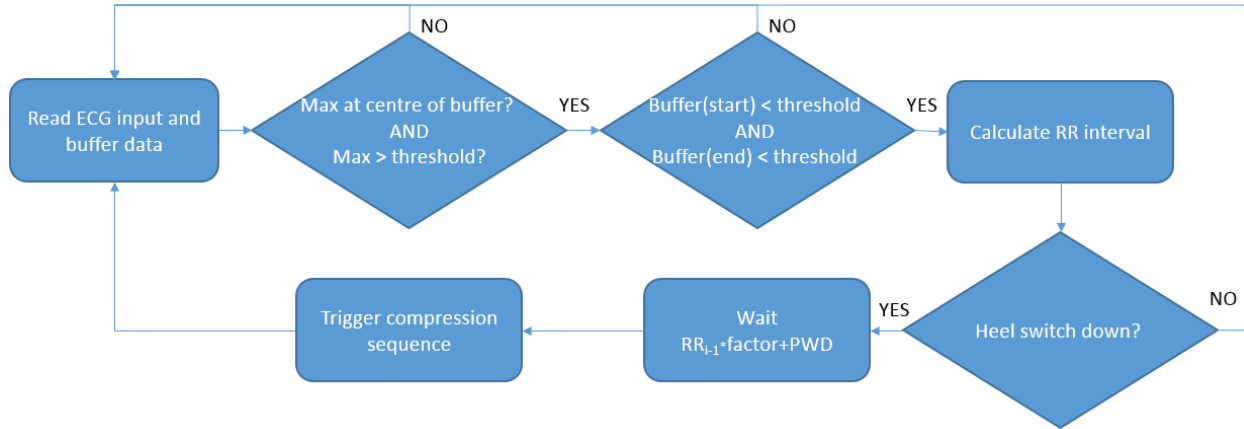 NO
NO
Read ECG input and
buffer data
Max at centre of buffer?
AND
Max > threshold?
YES
Buffer(start) < threshold
AND
Buffer(end) < threshold
YES
Calculate RR interval
Trigger compression
sequence
Wait
RRi-1*factor+PWD
YES
Heel switch down?
NO